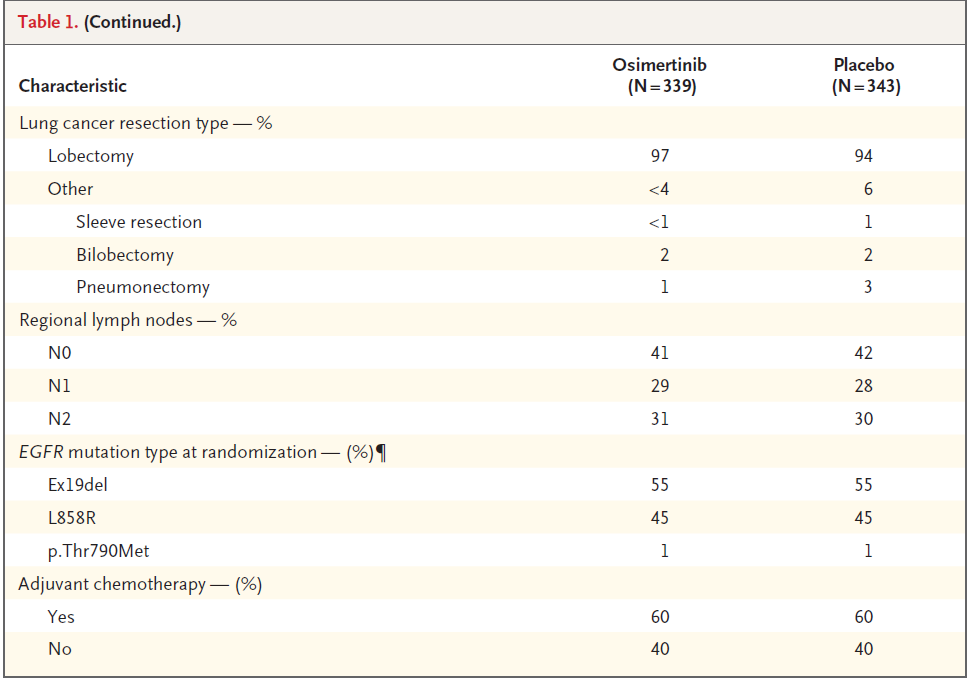 Table 1. (Continued.)
Characteristic Osimertinib (N=339) Placebo (N=343)
Lung cancer resection type — %
Lobectomy 97 94
Other <4 6
Sleeve resection <1 1
Bilobectomy 2 2
Pneumonectomy 1 3
Regional lymph nodes — %
N0 41 42
N1 29 28
N2 31 30
EGFR mutation type at randomization — (%)¶
Ex19del 55 55
L858R 45 45
p.Thr790Met 1 1
Adjuvant chemotherapy — (%)
Yes 60 60
No 40 40